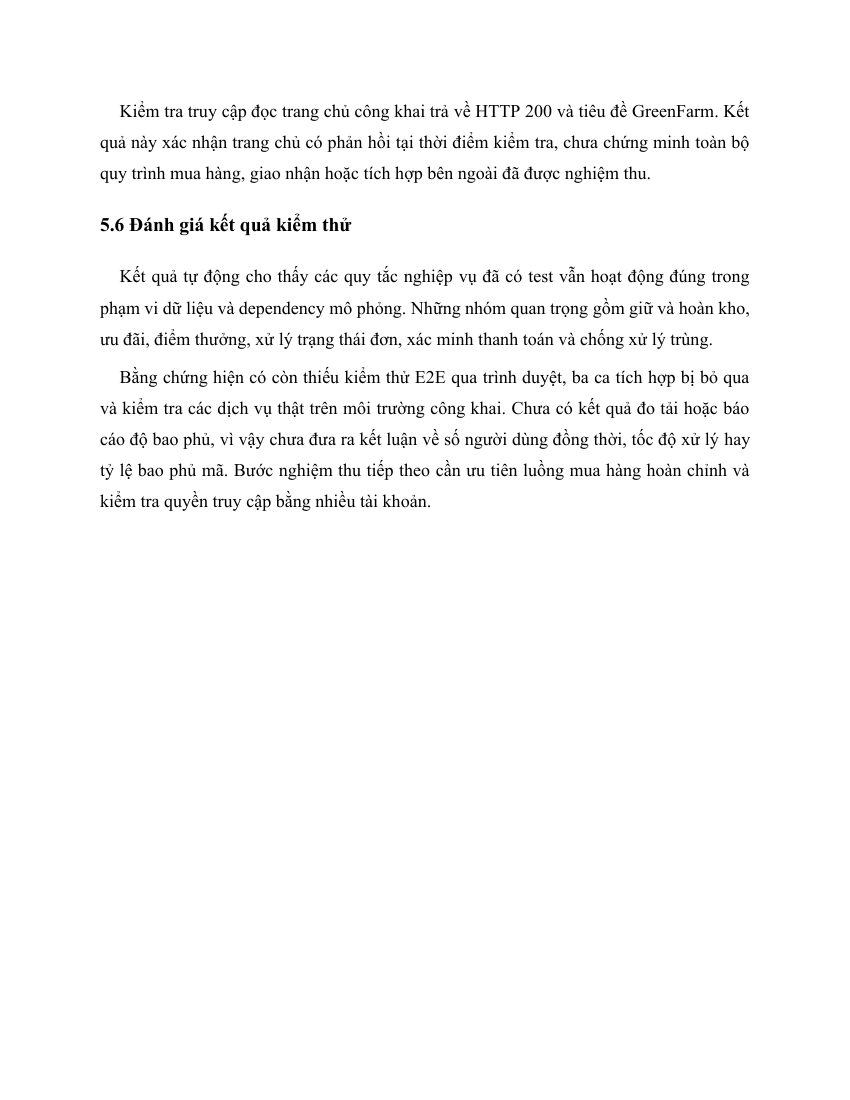 Kiểm tra truy cập đọc trang chủ công khai trả về HTTP 200 và tiêu đề GreenFarm. Kết
quả này xác nhận trang chủ có phản hồi tại thời điểm kiểm tra, chưa chứng minh toàn bộ
quy trình mua hàng, giao nhận hoặc tích hợp bên ngoài đã được nghiệm thu.
5.6 Đánh giá kết quả kiểm thử
Kết quả tự động cho thấy các quy tắc nghiệp vụ đã có test vẫn hoạt động đúng trong
phạm vi dữ liệu và dependency mô phỏng. Những nhóm quan trọng gồm giữ và hoàn kho,
ưu đãi, điểm thưởng, xử lý trạng thái đơn, xác minh thanh toán và chống xử lý trùng.
Bằng chứng hiện có còn thiếu kiểm thử E2E qua trình duyệt, ba ca tích hợp bị bỏ qua
và kiểm tra các dịch vụ thật trên môi trường công khai. Chưa có kết quả đo tải hoặc báo
cáo độ bao phủ, vì vậy chưa đưa ra kết luận về số người dùng đồng thời, tốc độ xử lý hay
tỷ lệ bao phủ mã. Bước nghiệm thu tiếp theo cần ưu tiên luồng mua hàng hoàn chỉnh và
kiểm tra quyền truy cập bằng nhiều tài khoản.